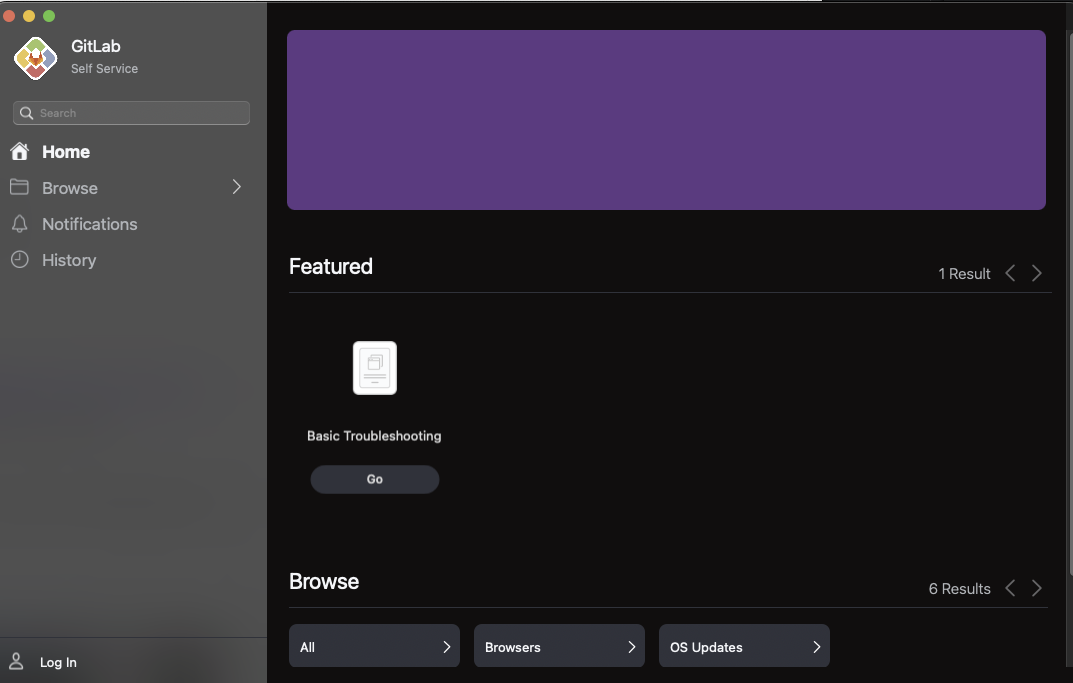 GitLab
Self Service
Search
Home
Browse
Notifications
History
Log In
Featured
1 Result
Basic Troubleshooting
Go
Browse
6 Results
All
Browsers
OS Updates